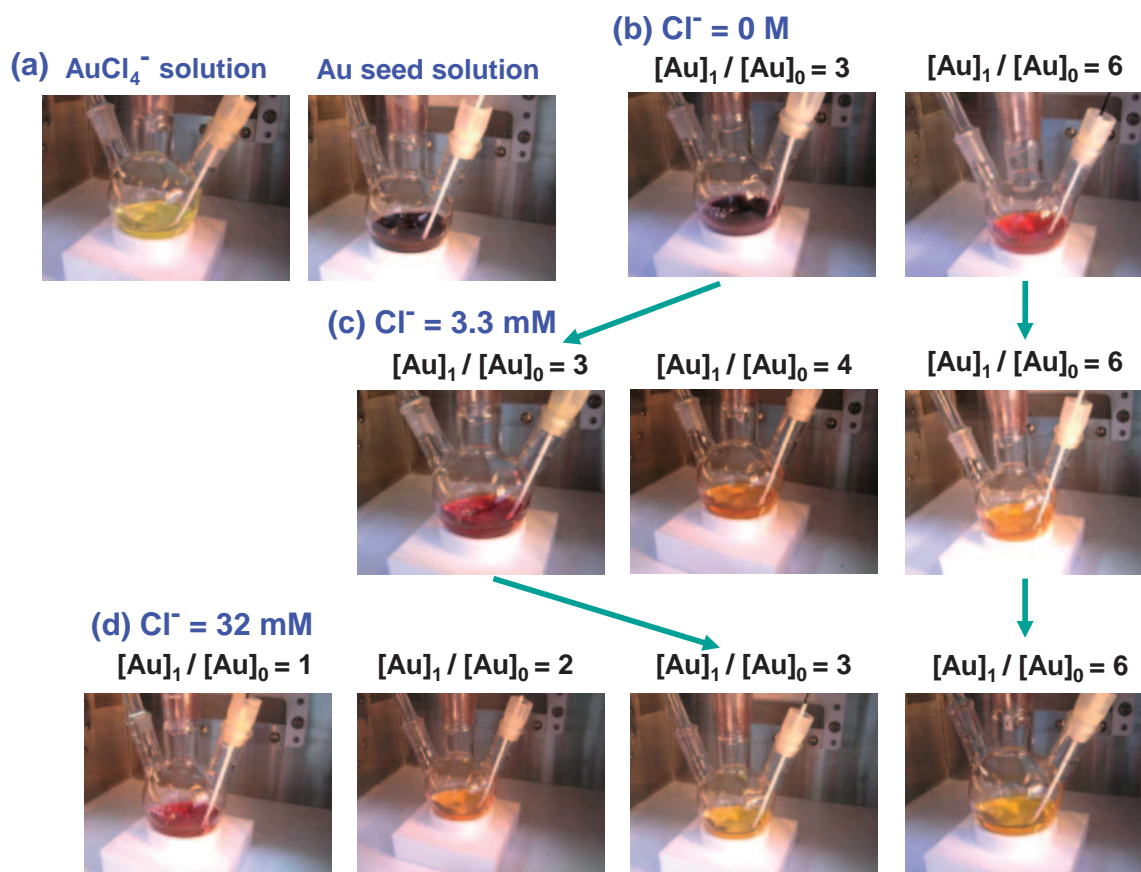 (a) AuCl₄⁻ solution
Au seed solution
(b) Cl⁻ = 0 M
[Au]₁ / [Au]₀ = 3
[Au]₁ / [Au]₀ = 6
(c) Cl⁻ = 3.3 mM
[Au]₁ / [Au]₀ = 3
[Au]₁ / [Au]₀ = 4
[Au]₁ / [Au]₀ = 6
(d) Cl⁻ = 32 mM
[Au]₁ / [Au]₀ = 1
[Au]₁ / [Au]₀ = 2
[Au]₁ / [Au]₀ = 3
[Au]₁ / [Au]₀ = 6